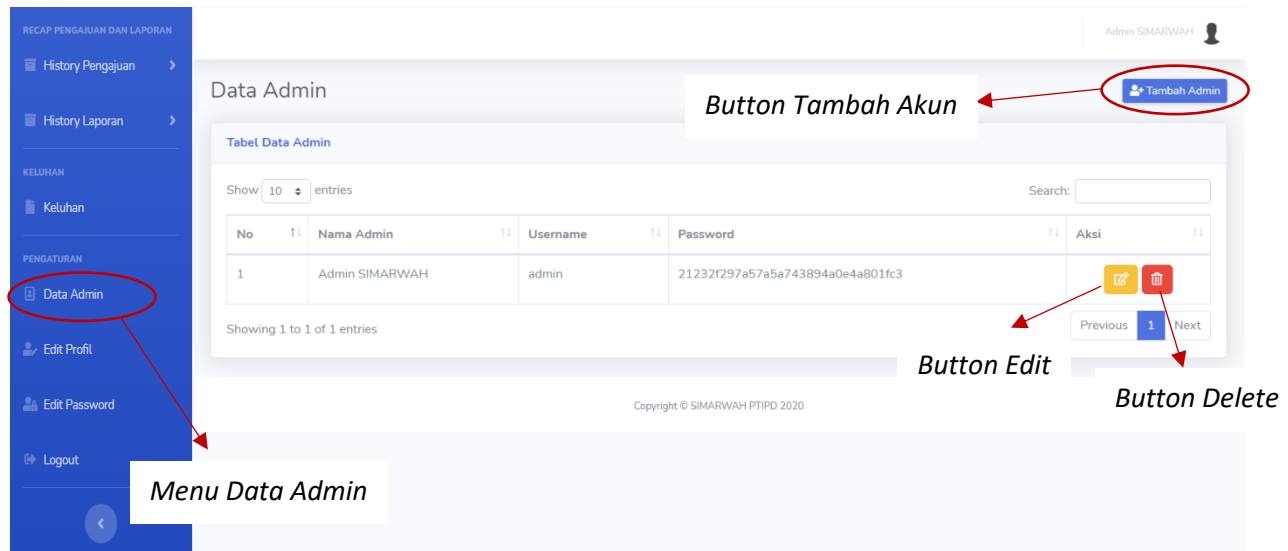 RECAP PENGAJUAN DAN LAPORAN
History Pengajuan
History Laporan
KELUHAN
Keluhan
PENGATURAN
Data Admin
Edit Profil
Edit Password
Logout
Menu Data Admin
Admin SIMARWAH
Data Admin
Button Tambah Akun
Tambah Admin
Tabel Data Admin
Show 10 entries
Search:
No Nama Admin Username Password Aksi
1 Admin SIMARWAH admin 21232f297a57a5a743894a0e4a801fc3
Showing 1 to 1 of 1 entries
Previous 1 Next
Button Edit
Button Delete
Copyright © SIMARWAH PTIPD 2020